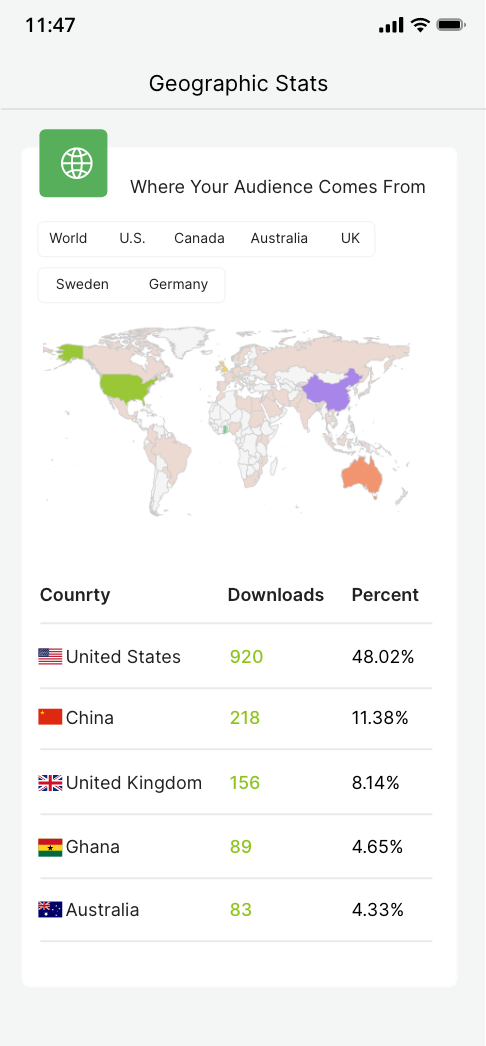 11:47
Geographic Stats
Where Your Audience Comes From
World U.S. Canada Australia UK
Sweden Germany
Counrty Downloads Percent
United States 920 48.02%
China 218 11.38%
United Kingdom 156 8.14%
Ghana 89 4.65%
Australia 83 4.33%